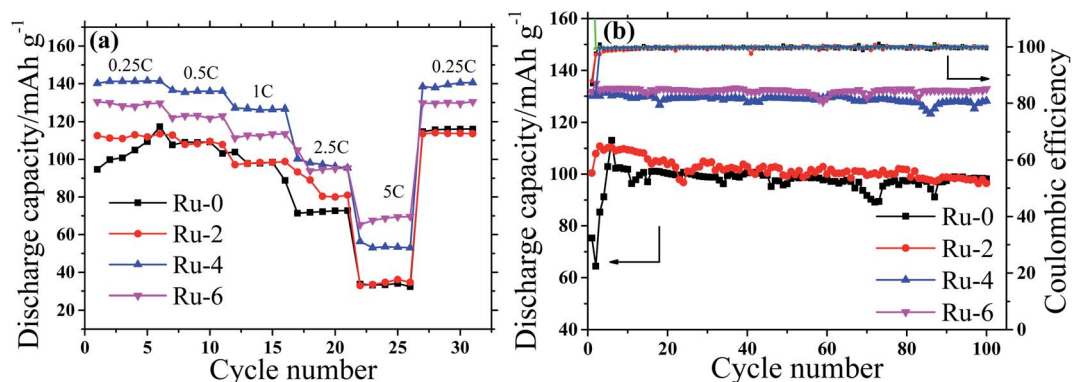 (a)
Discharge capacity/mAh g-1
160
140
120
100
80
60
40
20
0.25C
0.5C
1C
2.5C
5C
0.25C
Ru-0
Ru-2
Ru-4
Ru-6
0 5 10 15 20 25 30
Cycle number
(b)
Discharge capacity/mAh g-1
160
140
120
100
80
60
40
Ru-0
Ru-2
Ru-4
Ru-6
0 20 40 60 80 100
Cycle number
100
80
60
40
20
0
Coulombic efficiency